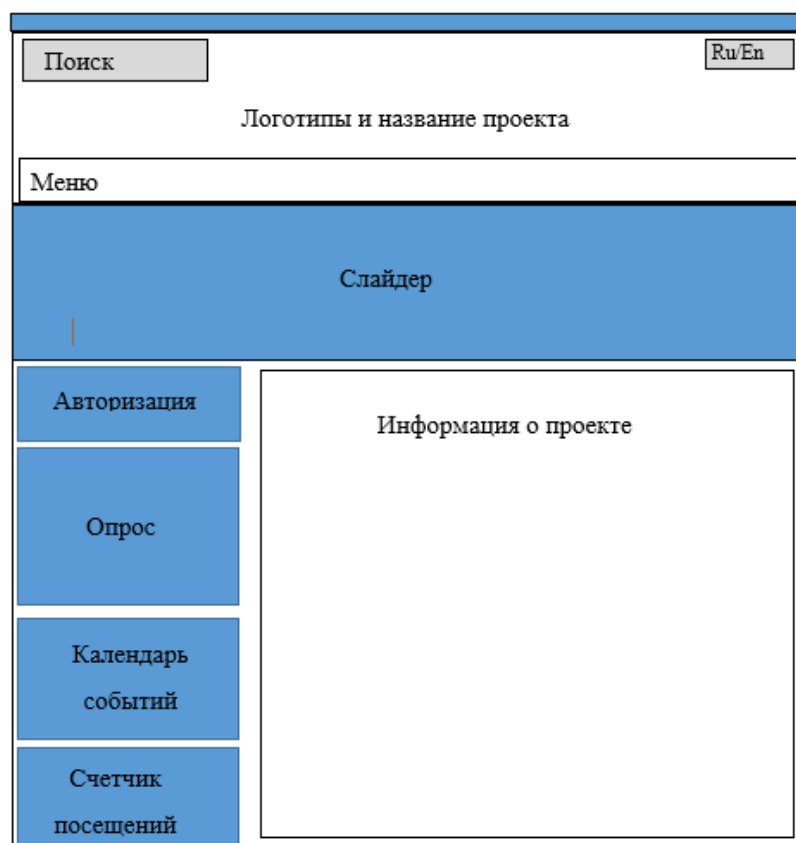 Поиск
Ru/En
Логотипы и название проекта
Меню
Слайдер
Авторизация
Информация о проекте
Опрос
Календарь
событий
Счетчик
посещений